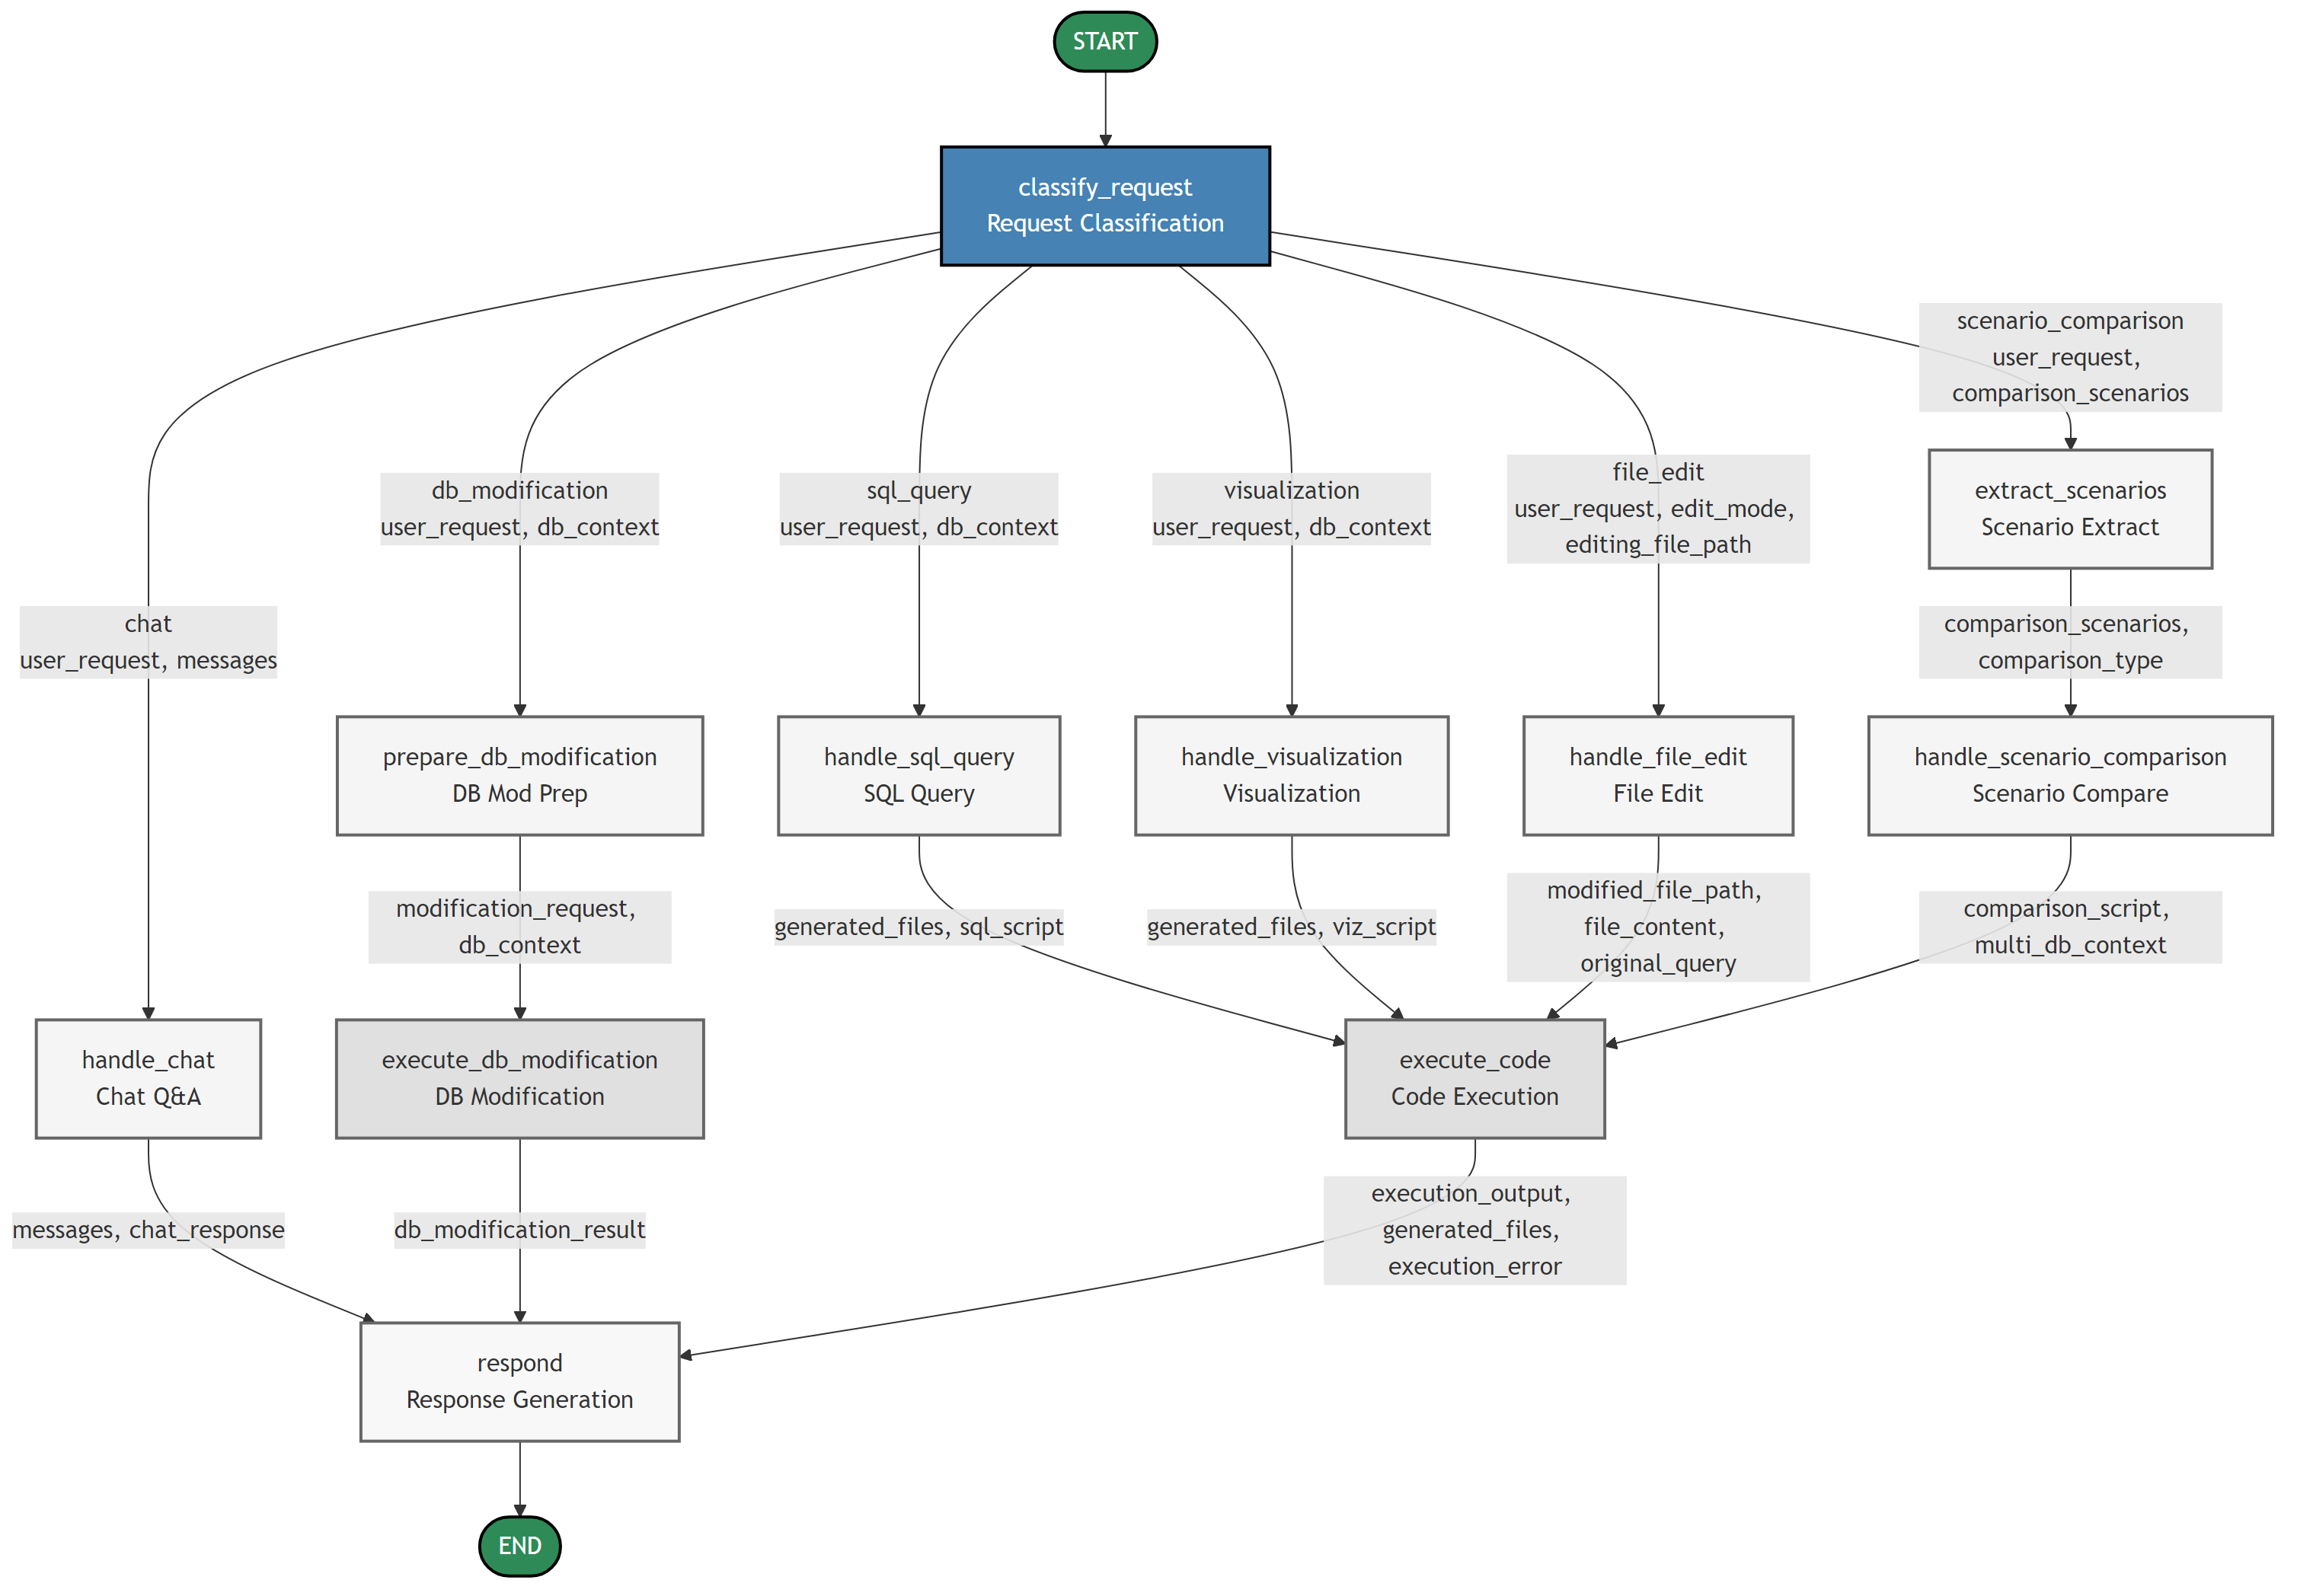 START
classify_request
Request Classification
scenario_comparison
user_request,
comparison_scenarios
db_modification
user_request, db_context
sql_query
user_request, db_context
visualization
user_request, db_context
file_edit
user_request, edit_mode,
editing_file_path
extract_scenarios
Scenario Extract
chat
user_request, messages
comparison_scenarios,
comparison_type
prepare_db_modification
DB Mod Prep
handle_sql_query
SQL Query
handle_visualization
Visualization
handle_file_edit
File Edit
handle_scenario_comparison
Scenario Compare
modification_request,
db_context
generated_files, sql_script
generated_files, viz_script
modified_file_path,
file_content,
original_query
comparison_script,
multi_db_context
handle_chat
Chat Q&A
execute_db_modification
DB Modification
execute_code
Code Execution
messages, chat_response
db_modification_result
execution_output,
generated_files,
execution_error
respond
Response Generation
END